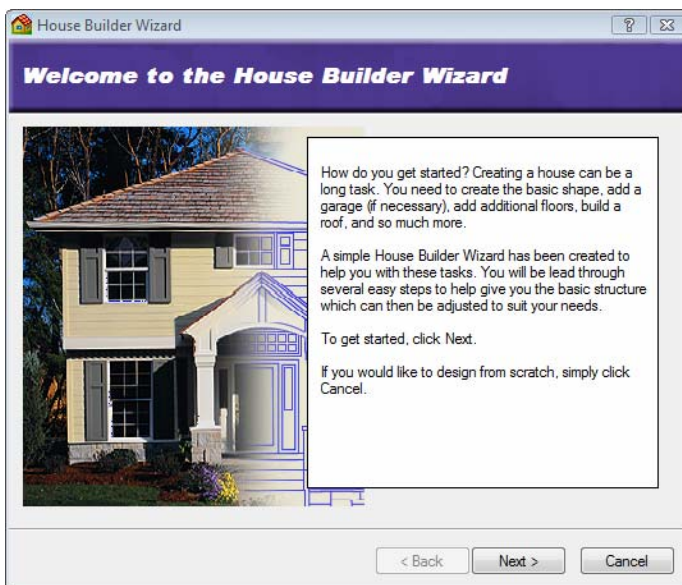 House Builder Wizard
Welcome to the House Builder Wizard
How do you get started? Creating a house can be a
long task. You need to create the basic shape, add a
garage (if necessary), add additional floors, build a
roof, and so much more.
A simple House Builder Wizard has been created to
help you with these tasks. You will be lead through
several easy steps to help give you the basic structure
which can then be adjusted to suit your needs.
To get started, click Next.
If you would like to design from scratch, simply click
Cancel.
< Back Next > Cancel